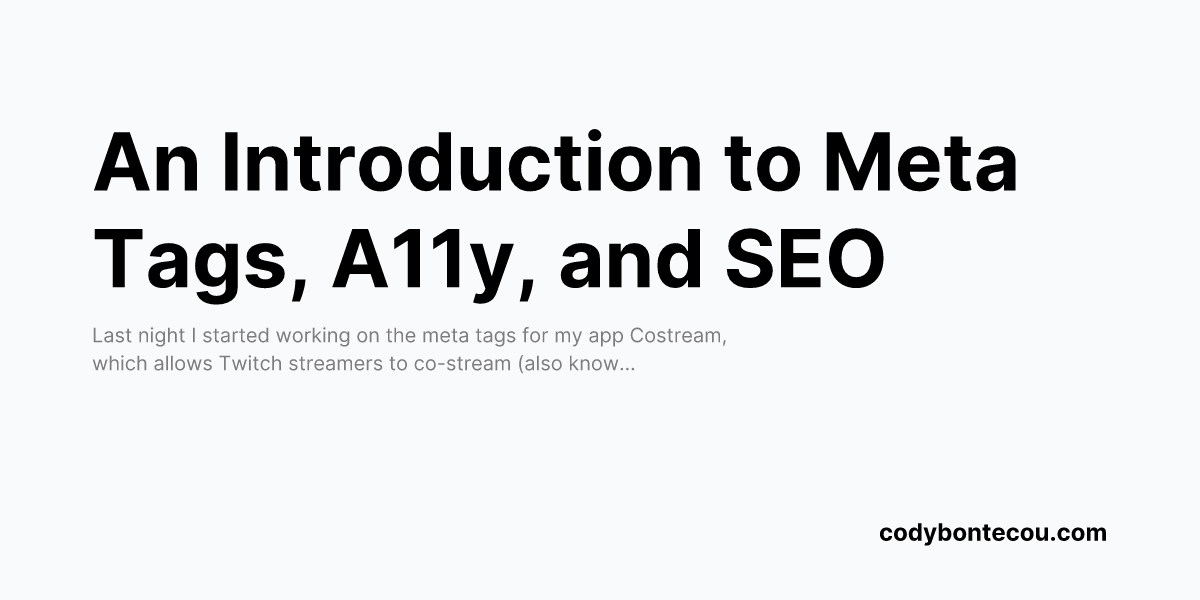 An Introduction to Meta
Tags, A11y, and SEO
Last night I started working on the meta tags for my app Costream,
which allows Twitch streamers to co-stream (also know...
codybontecou.com